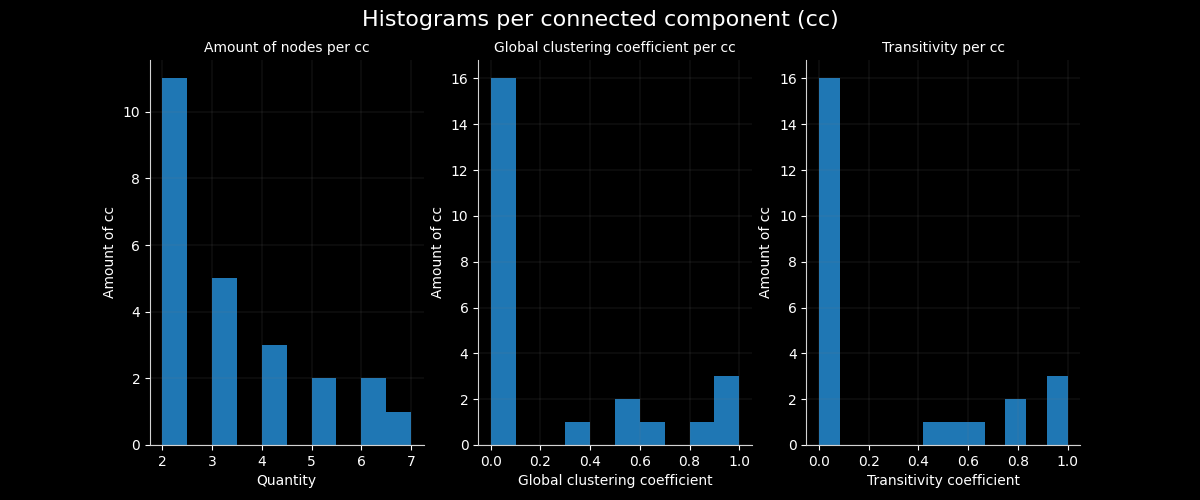 Histograms per connected component (cc)
Amount of nodes per cc
Amount of cc
10
8
6
4
2
0
2 3 4 5 6 7
Quantity
Global clustering coefficient per cc
Amount of cc
16
14
12
10
8
6
4
2
0
0.0 0.2 0.4 0.6 0.8 1.0
Global clustering coefficient
Transitivity per cc
Amount of cc
16
14
12
10
8
6
4
2
0
0.0 0.2 0.4 0.6 0.8 1.0
Transitivity coefficient